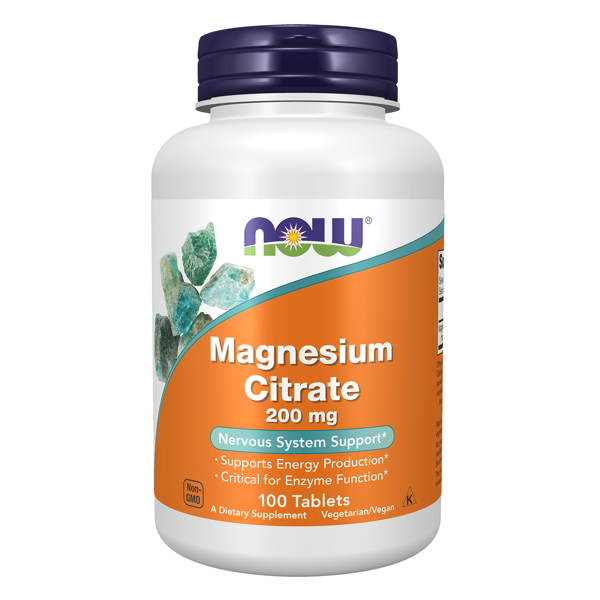 NOW®
Magnesium
Citrate
200 mg
Nervous System Support*
• Supports Energy Production*
• Critical for Enzyme Function*
100 Tablets
Non-
GMO
A Dietary Supplement Vegetarian/Vegan
K